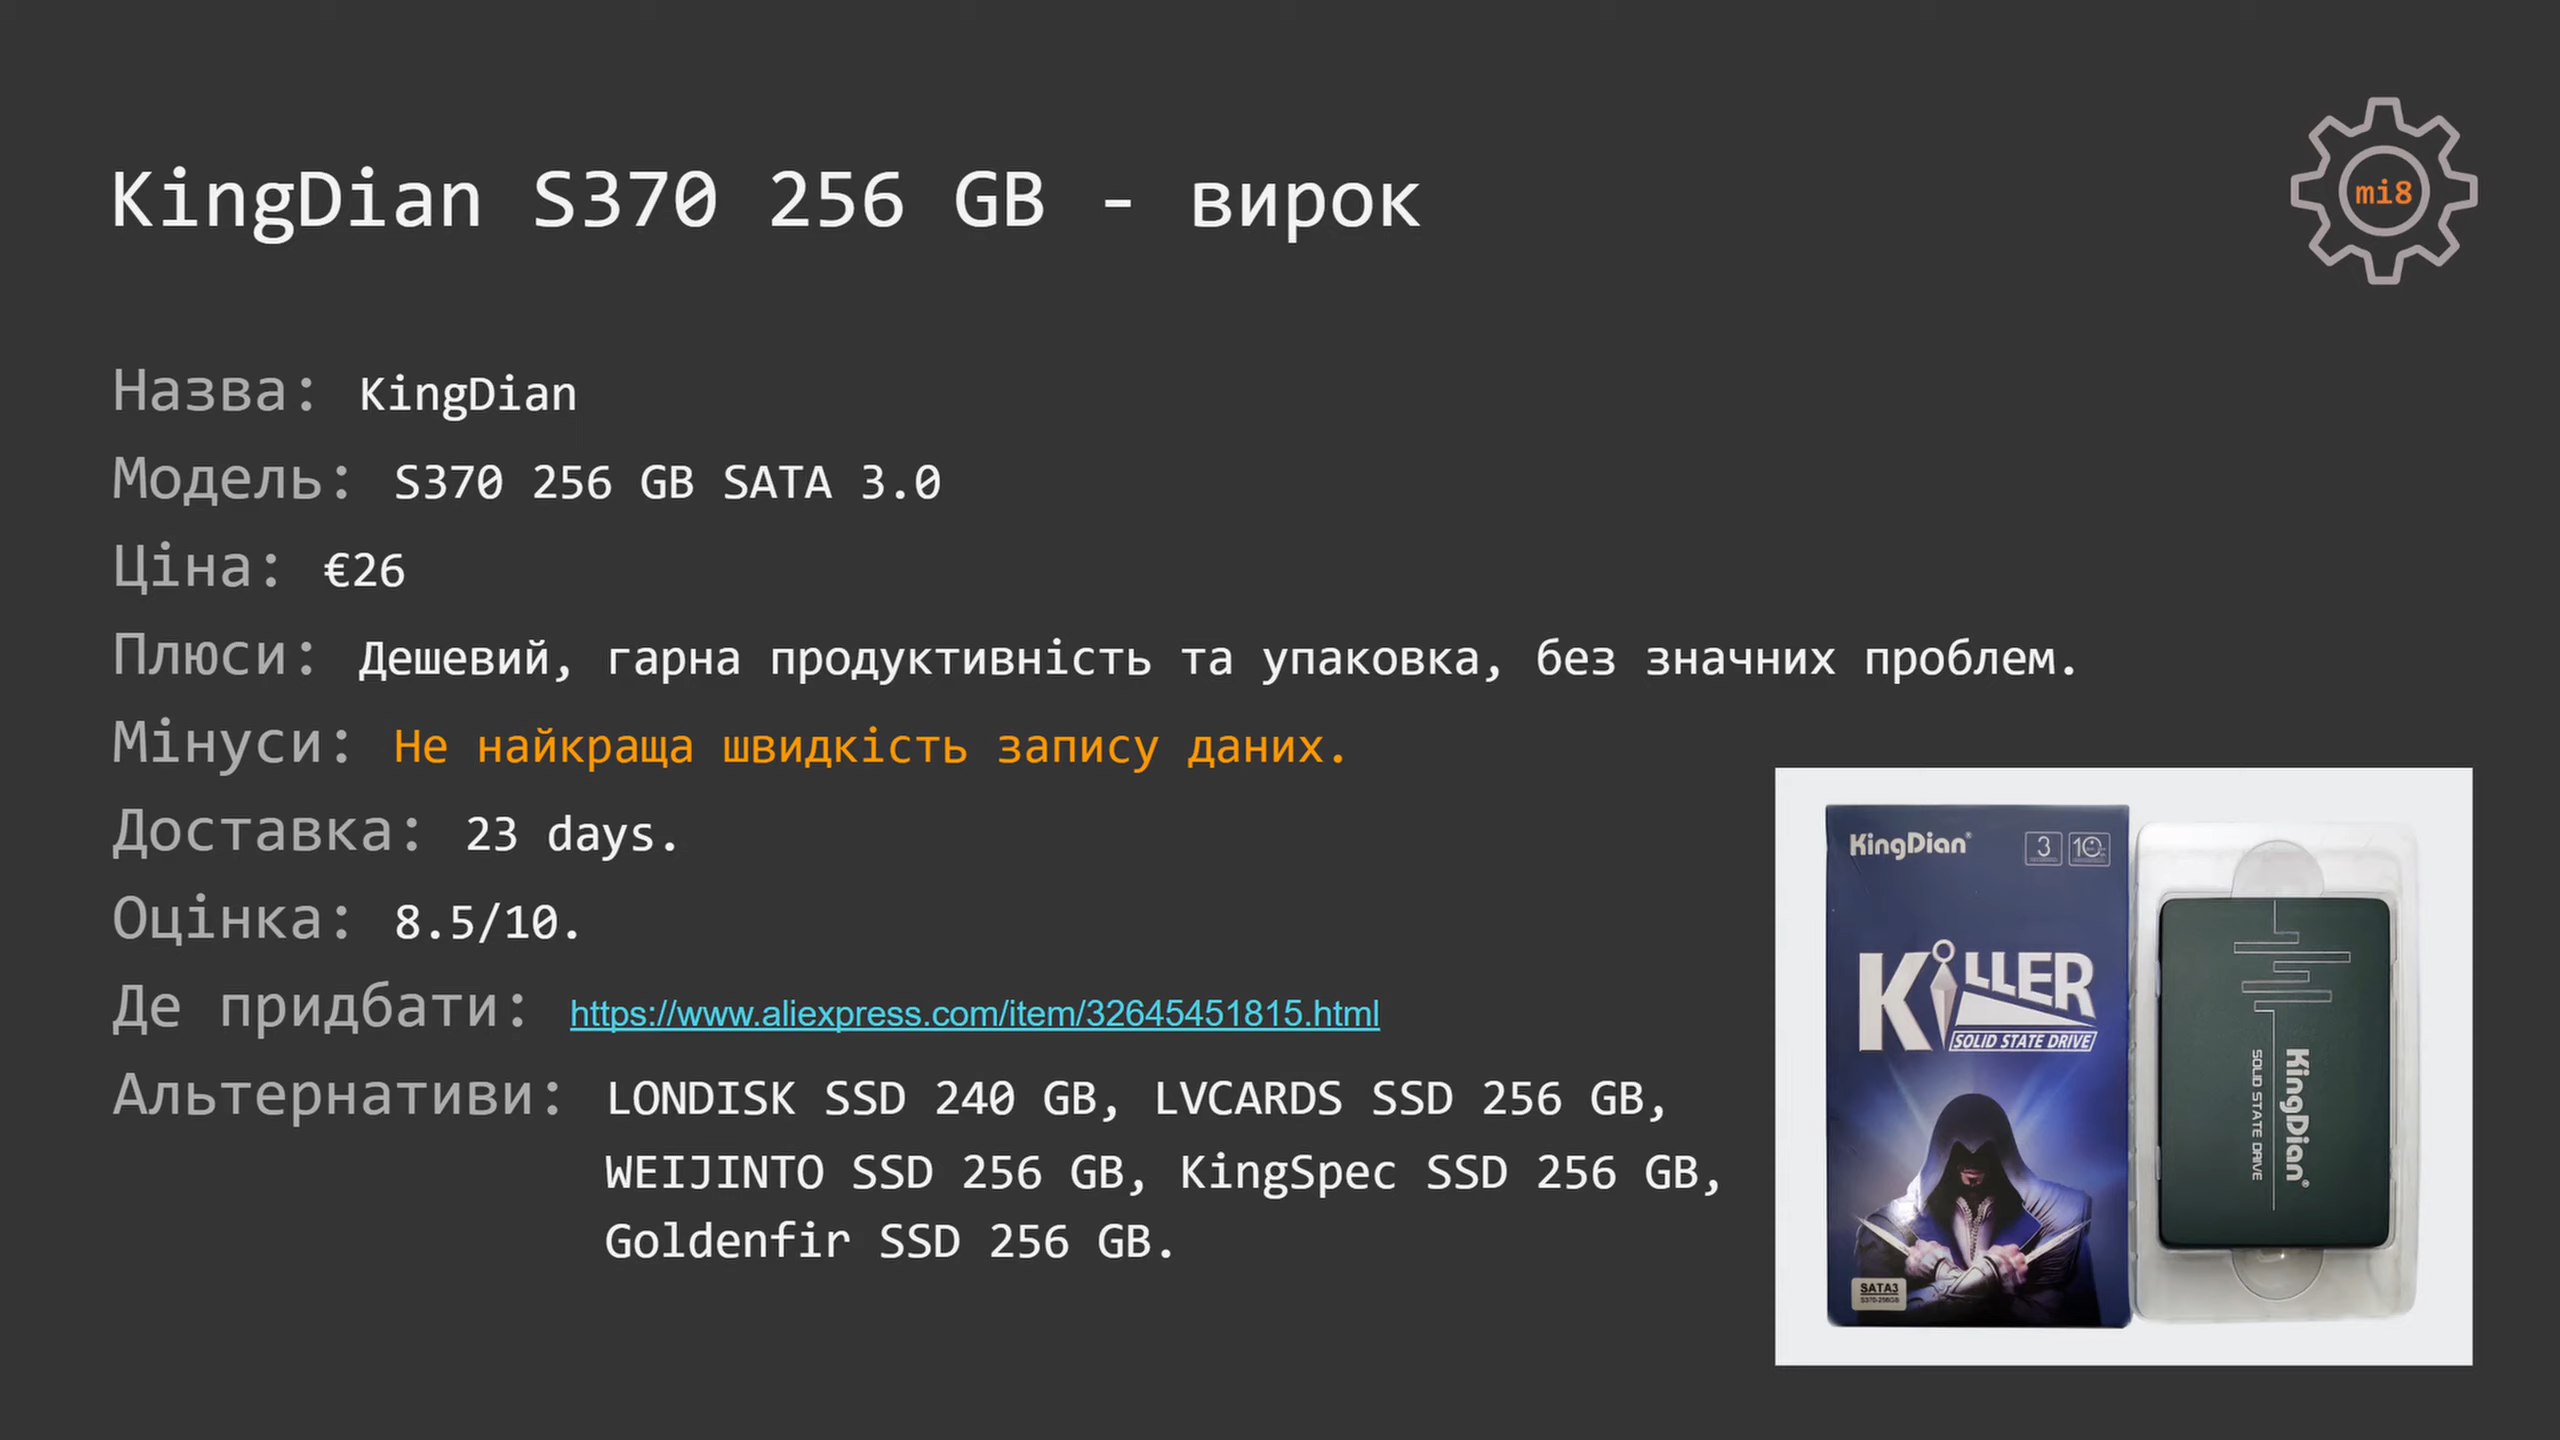 KingDian S370 256 GB - вирок
mi8
Назва: KingDian
Модель: S370 256 GB SATA 3.0
Ціна: €26
Плюси: Дешевий, гарна продуктивність та упаковка, без значних проблем.
Мінуси: Не найкраща швидкість запису даних.
Доставка: 23 days.
Оцінка: 8.5/10.
Де придбати: https://www.aliexpress.com/item/32645451815.html
Альтернативи: LONDISK SSD 240 GB, LVCARDS SSD 256 GB,
WEIJINTO SSD 256 GB, KingSpec SSD 256 GB,
Goldenfir SSD 256 GB.
KingDian®
3 10
KiLLER
SOLID STATE DRIVE
SATA3
S370-256GB
KingDian®
SOLID STATE DRIVE